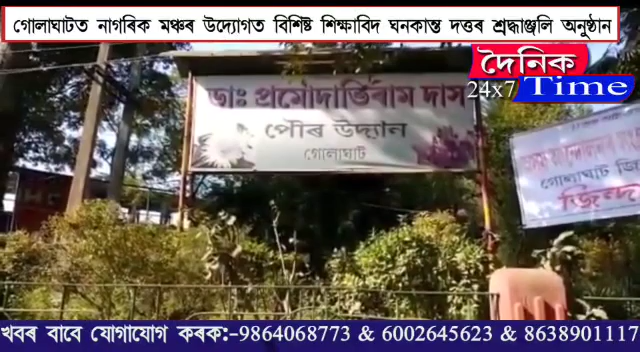 গোলাঘাটত নাগৰিক মঞ্চৰ উদ্যোগত বিশিষ্ট শিক্ষাবিদ ঘনকান্ত দত্তৰ শ্ৰদ্ধাঞ্জলি অনুষ্ঠান
দৈনিক
24x7 Time
ডাঃ প্ৰমোদাৰ্ভিৰাম দাস
পৌৰ উদ্যান
গোলাঘাট
গোলাঘাট জি
জিন্দ
খবৰ বাবে যোগাযোগ কৰক:-9864068773 & 6002645623 & 8638901117